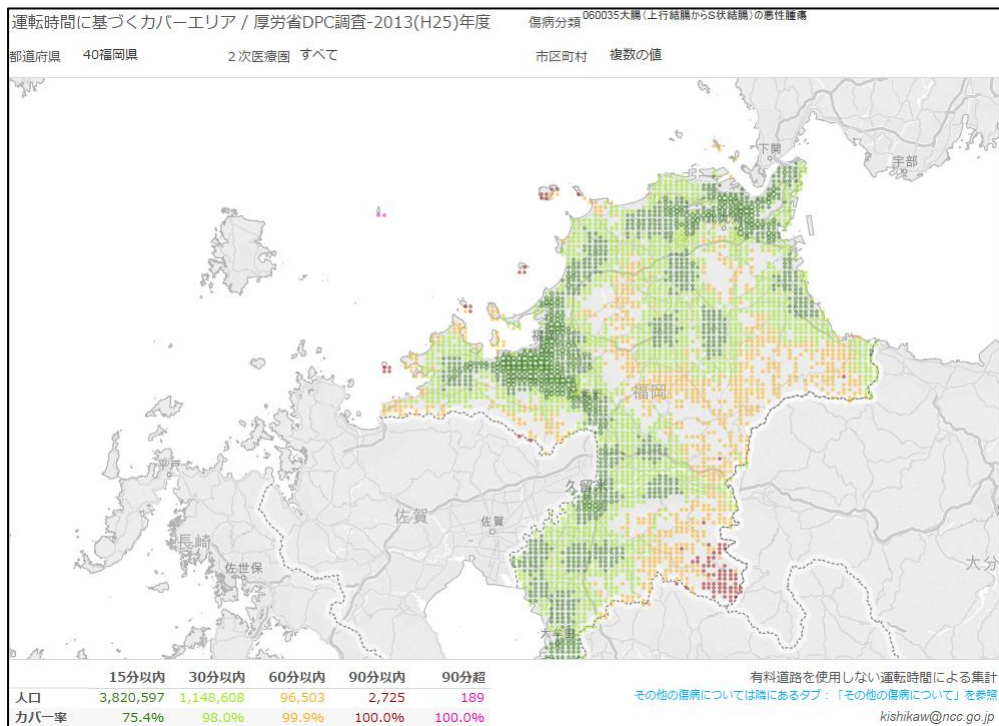 運転時間に基づくカバーエリア / 厚労省DPC調査-2013(H25)年度 傷病分類 060035大腸(上行結腸からS状結腸)の悪性腫瘍
都道府県 40福岡県 2次医療圏 すべて 市区町村 複数の値
下関
宇部
福岡
久留米
平戸
佐賀
佐賀
長崎
佐世保
大分
大牟田
15分以内 30分以内 60分以内 90分以内 90分超
人口 3,820,597 1,148,608 96,503 2,725 189
カバー率 75.4% 98.0% 99.9% 100.0% 100.0%
有料道路を使用しない運転時間による集計
その他の傷病については隣にあるタブ：「その他の傷病について」を参照
kishikaw@ncc.go.jp